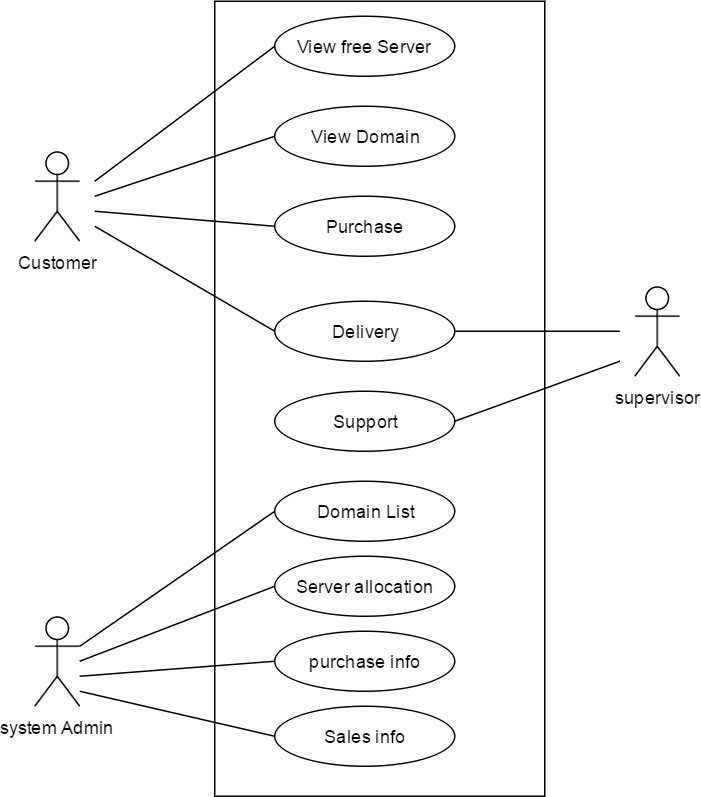 View free Server
View Domain
Purchase
Customer
Delivery
supervisor
Support
Domain List
Server allocation
purchase info
system Admin
Sales info